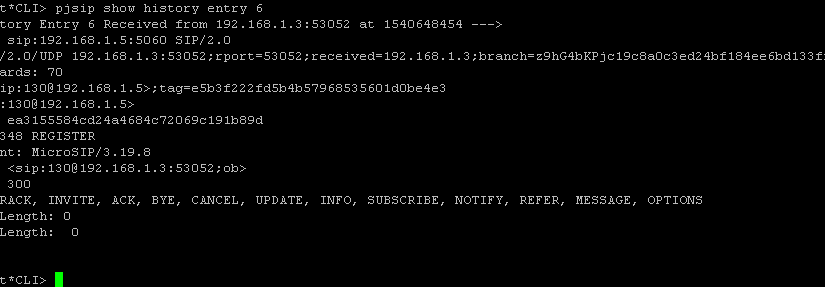 t*CLI> pjsip show history entry 6
tory Entry 6 Received from 192.168.1.3:53052 at 1540648454 --->
sip:192.168.1.5:5060 SIP/2.0
/2.0/UDP 192.168.1.3:53052;rport=53052;received=192.168.1.3;branch=z9hG4bKPjc19c8a0c3ed24bf184ee6bd133ff
ards: 70
ip:130@192.168.1.5>;tag=e5b3f222fd5b4b57968535601d0be4e3
:130@192.168.1.5>
ea3155584cd24a4684c72069c191b89d
348 REGISTER
nt: MicroSIP/3.19.8
<sip:130@192.168.1.3:53052;ob>
300
RACK, INVITE, ACK, BYE, CANCEL, UPDATE, INFO, SUBSCRIBE, NOTIFY, REFER, MESSAGE, OPTIONS
Length: 0
Length:  0
t*CLI>